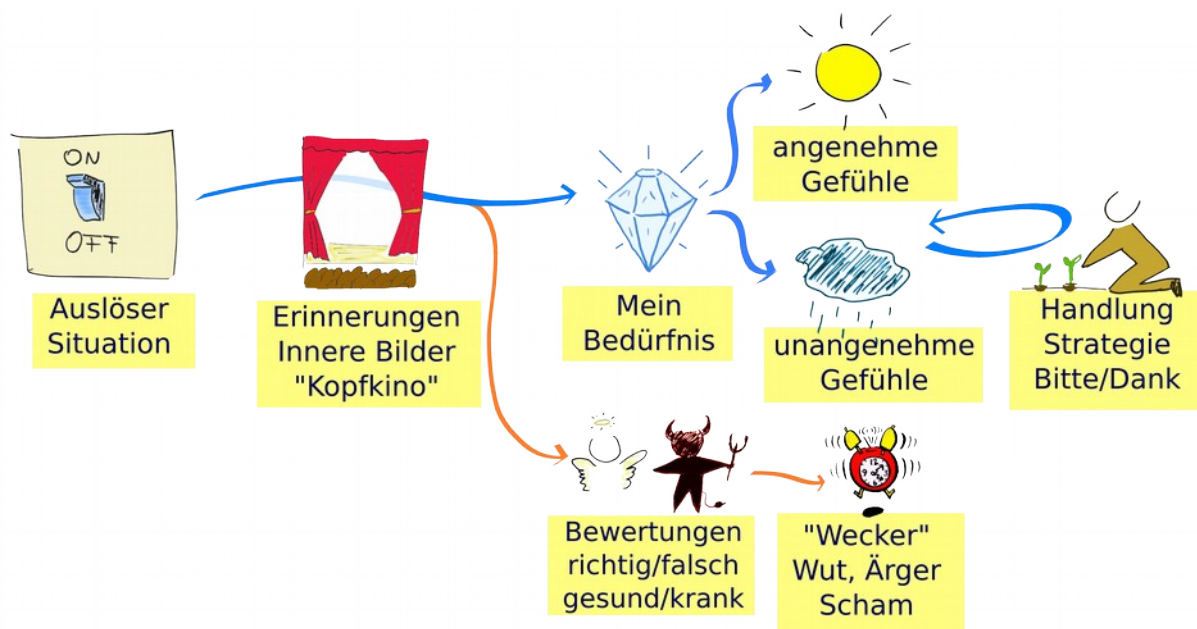 ON
OFF
Auslöser
Situation
Erinnerungen
Innere Bilder
"Kopfkino"
Mein
Bedürfnis
angenehme
Gefühle
unangenehme
Gefühle
Handlung
Strategie
Bitte/Dank
Bewertungen
richtig/falsch
gesund/krank
"Wecker"
Wut, Ärger
Scham